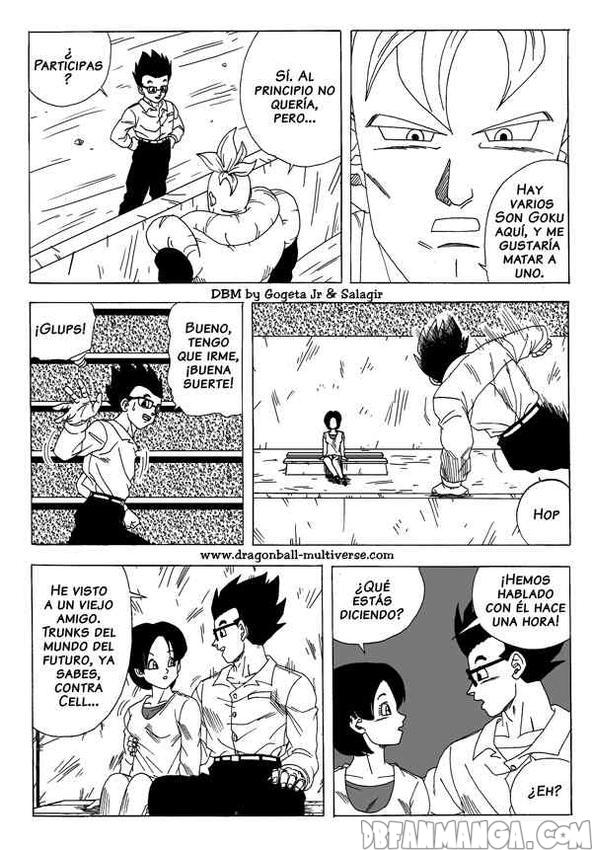 ¿
PARTICIPAS
?
SÍ. AL
PRINCIPIO NO
QUERÍA,
PERO...
HAY
VARIOS
SON GOKU
AQUÍ, Y ME
GUSTARÍA
MATAR A
UNO.
DBM by Gogeta Jr & Salagir
¡GLUPS!
BUENO,
TENGO
QUE IRME,
¡BUENA
SUERTE!
HOP
www.dragonball-multiverse.com
HE VISTO
A UN VIEJO
AMIGO.
TRUNKS DEL
MUNDO DEL
FUTURO, YA
SABES,
CONTRA
CELL...
¿QUÉ
ESTÁS
DICIENDO?
¡HEMOS
HABLADO
CON ÉL HACE
UNA HORA!
¿EH?
DBFANMANGA.COM